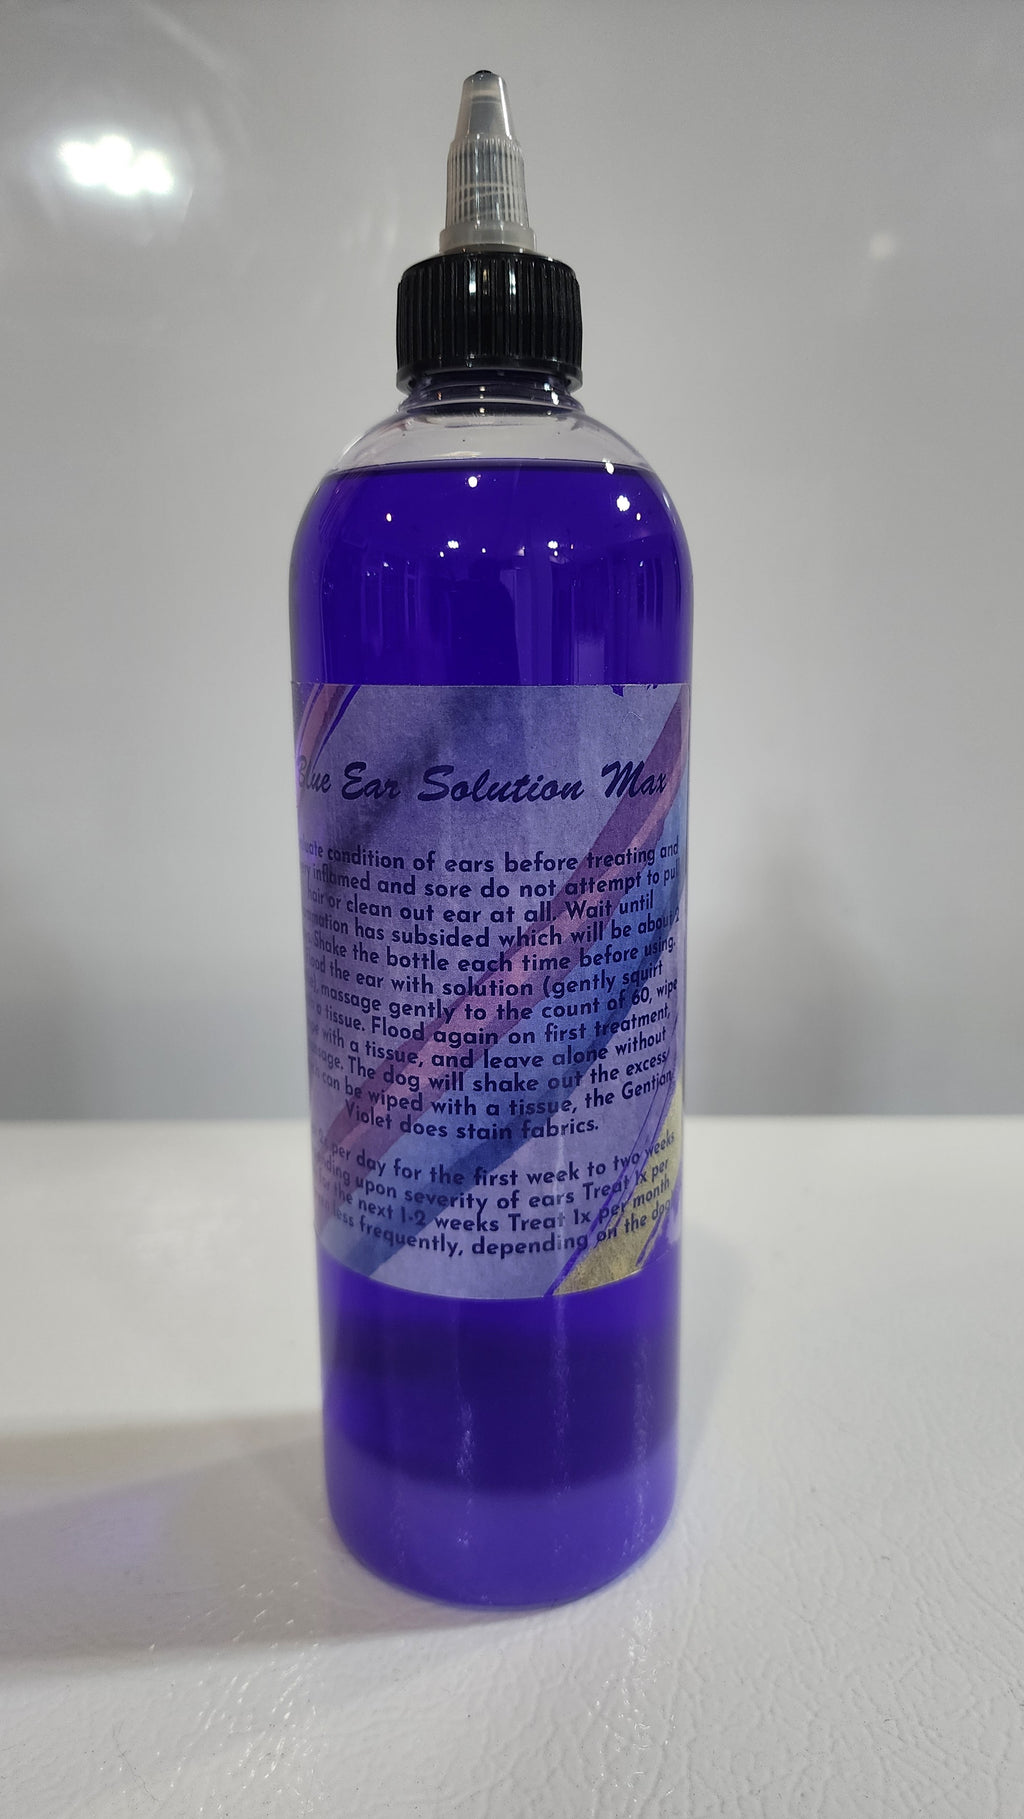 Blue Ear Solution Max
condition of ears before treating and
inflamed and sore do not attempt to pull
hair or clean out ear at all. Wait until
has subsided which will be about 2
Shake the bottle each time before using.
the ear with solution (gently squirt
massage gently to the count of 60, wipe
a tissue. Flood again on first treatment,
with a tissue, and leave alone without
The dog will shake out the excess,
can be wiped with a tissue, the Gentian
Violet does stain fabrics.
2x per day for the first week to two weeks
upon severity of ears Treat 1x per
for the next 1-2 weeks Treat 1x per month
less frequently, depending on the dog